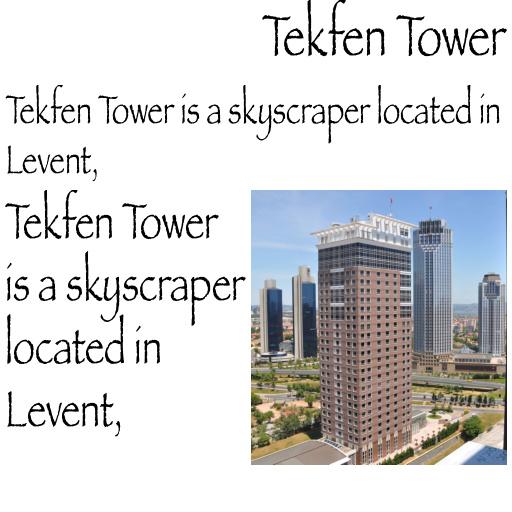 Tekfen Tower
Tekfen Tower is a skyscraper located in
Levent,
Tekfen Tower
is a skyscraper
located in
Levent,